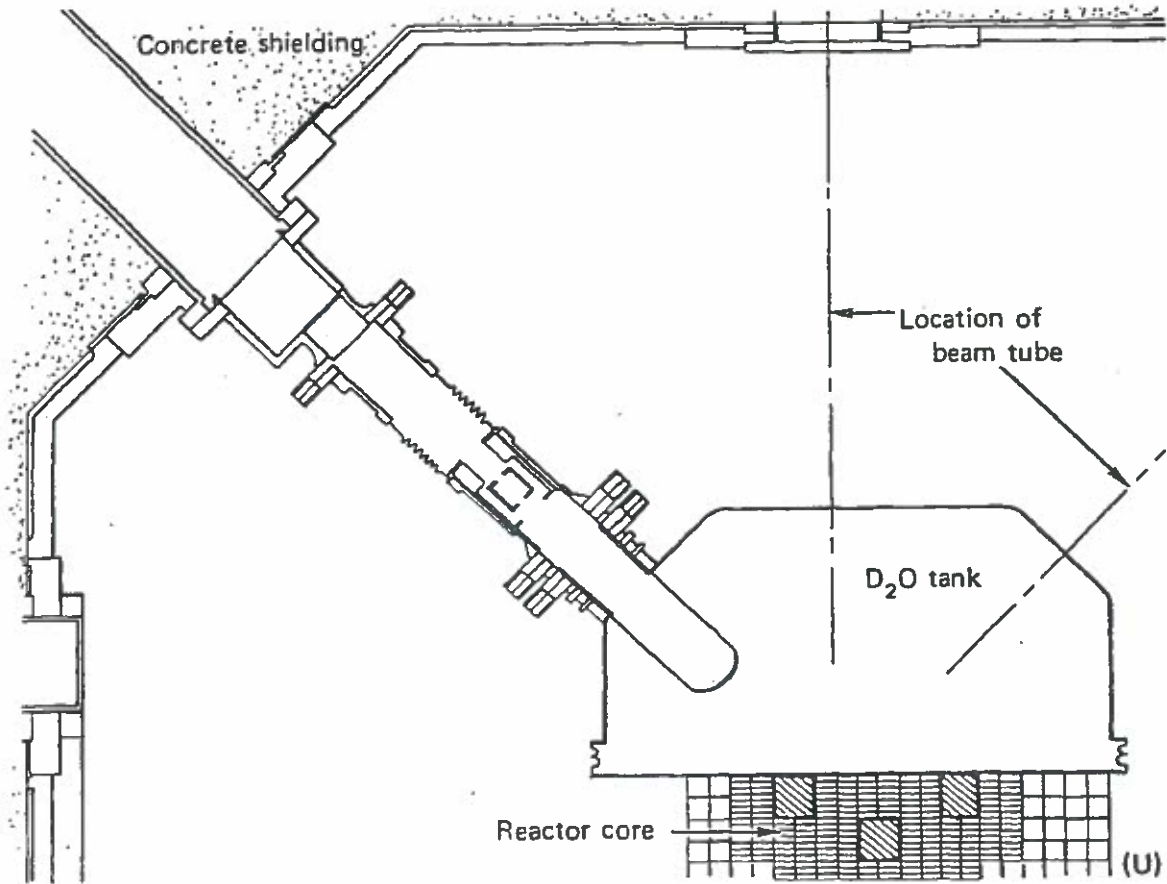 Concrete shielding
Location of
beam tube
D₂O tank
Reactor core
(U)